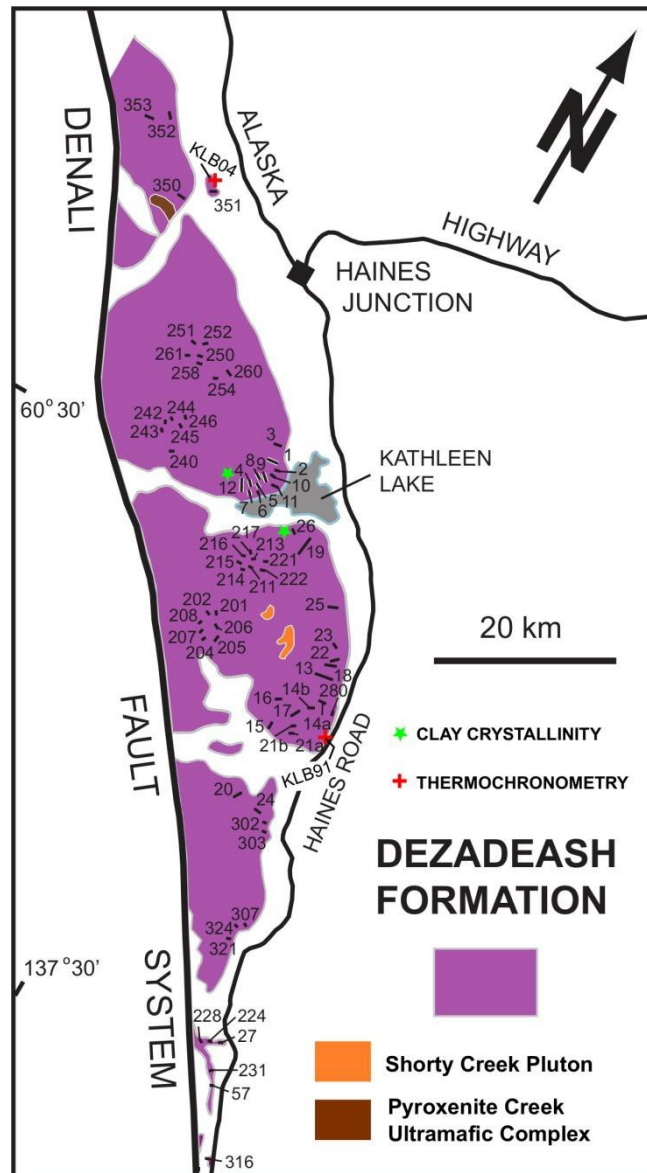 353
352
KLB04
350
351
ALASKA
N
DENALI
HIGHWAY
HAINES
JUNCTION
251
252
261
250
258
260
254
60° 30'
242
244
246
243
245
240
3
1
8
9
4
2
12
10
7
6
5
11
KATHLEEN
LAKE
26
217
213
216
19
215
221
214
211
222
202
201
25
208
206
207
204
205
23
22
13
18
14b
280
16
17
15
14a
21b
21a
20 km
CLAY CRYSTALLINITY
THERMOCHRONOMETRY
KLB91
HAINES ROAD
FAULT
20
24
302
303
DEZADEASH
FORMATION
307
324
321
137° 30'
SYSTEM
228
224
27
231
57
316
Shorty Creek Pluton
Pyroxenite Creek
Ultramafic Complex